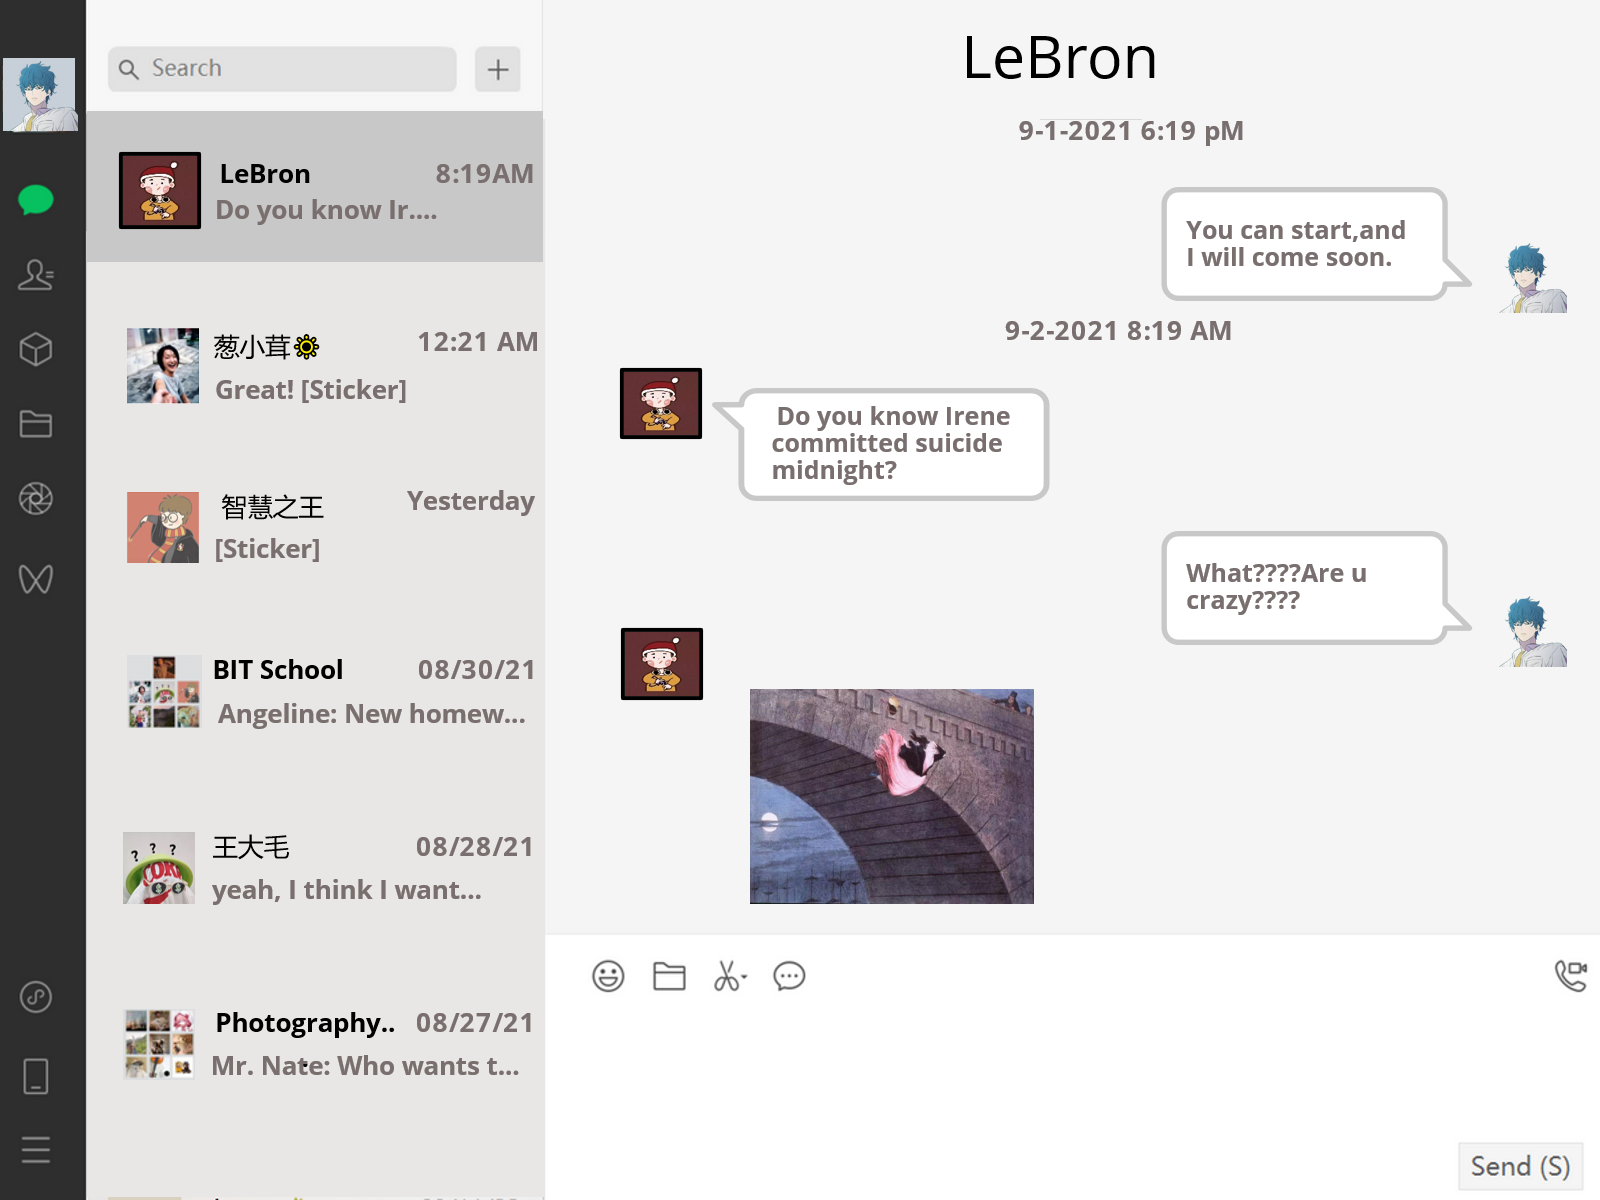 Search
LeBron
8:19AM
Do you know Ir....
葱小茸
12:21 AM
Great! [Sticker]
智慧之王
Yesterday
[Sticker]
BIT School
08/30/21
Angeline: New homew...
王大毛
08/28/21
yeah, I think I want...
Photography..
08/27/21
Mr. Nate: Who wants t...
LeBron
9-1-2021 6:19 pM
You can start,and
I will come soon.
9-2-2021 8:19 AM
Do you know Irene
committed suicide
midnight?
What????Are u
crazy????
Send (S)